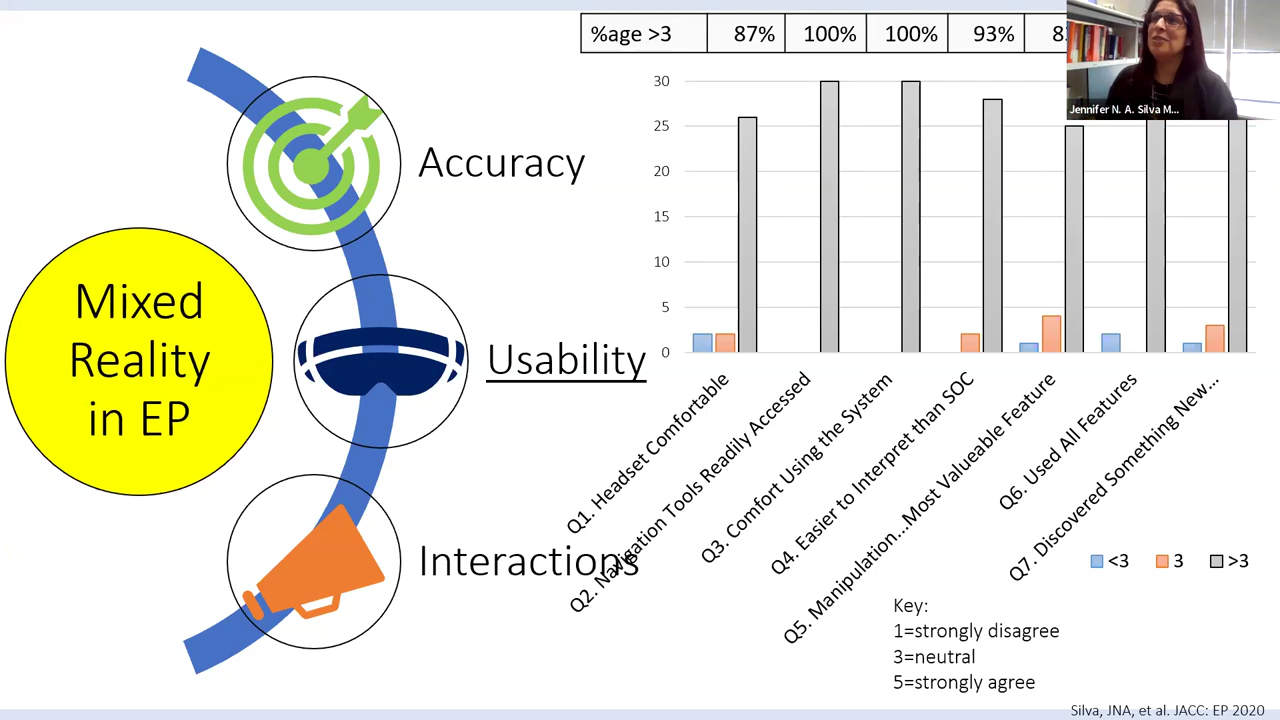 %age >3 87% 100% 100% 93%
Jennifer N. A. Silva M...
Accuracy
Mixed
Reality
in EP
Usability
Interactions
30
25
20
15
10
5
0
Q1. Headset Comfortable
Q2. Navigation Tools Readily Accessed
Q3. Comfort Using the System
Q4. Easier to Interpret than SOC
Q5. Manipulation...Most Valueable Feature
Q6. Used All Features
Q7. Discovered Something New...
<3 3 >3
Key:
1=strongly disagree
3=neutral
5=strongly agree
Silva, JNA, et al. JACC: EP 2020